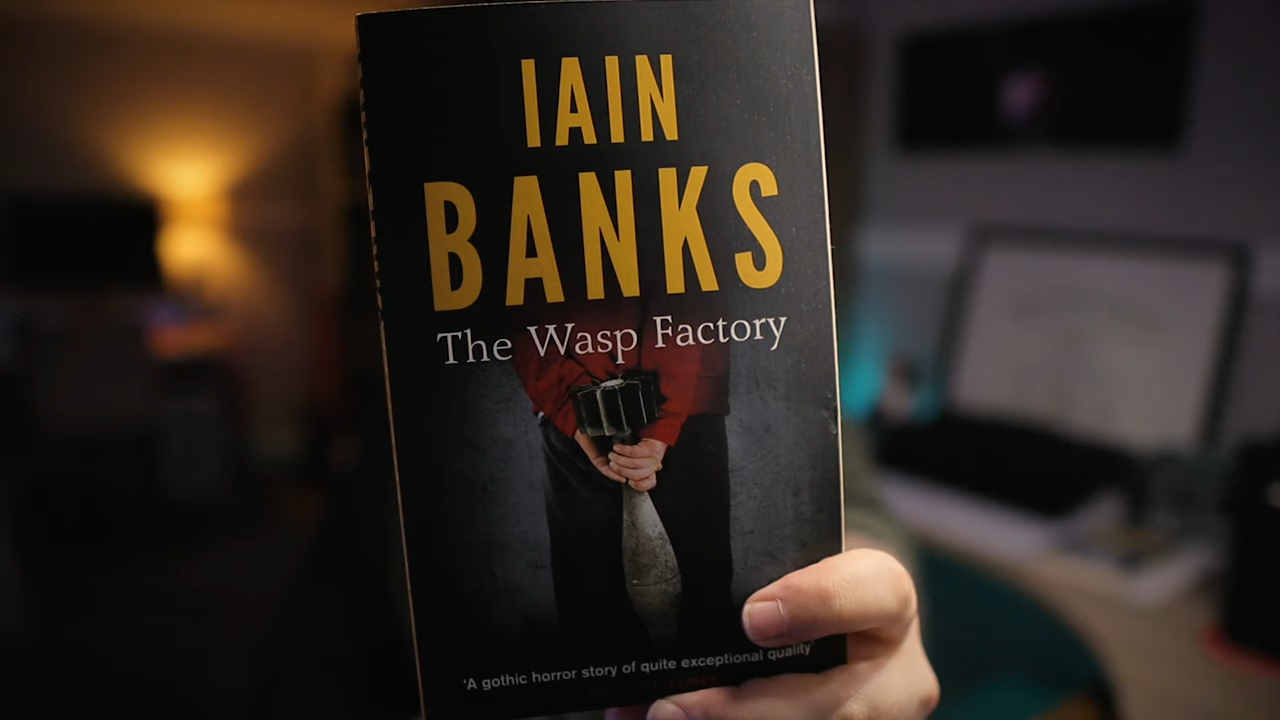 IAIN
BANKS
The Wasp Factory
'A gothic horror story of quite exceptional quality'